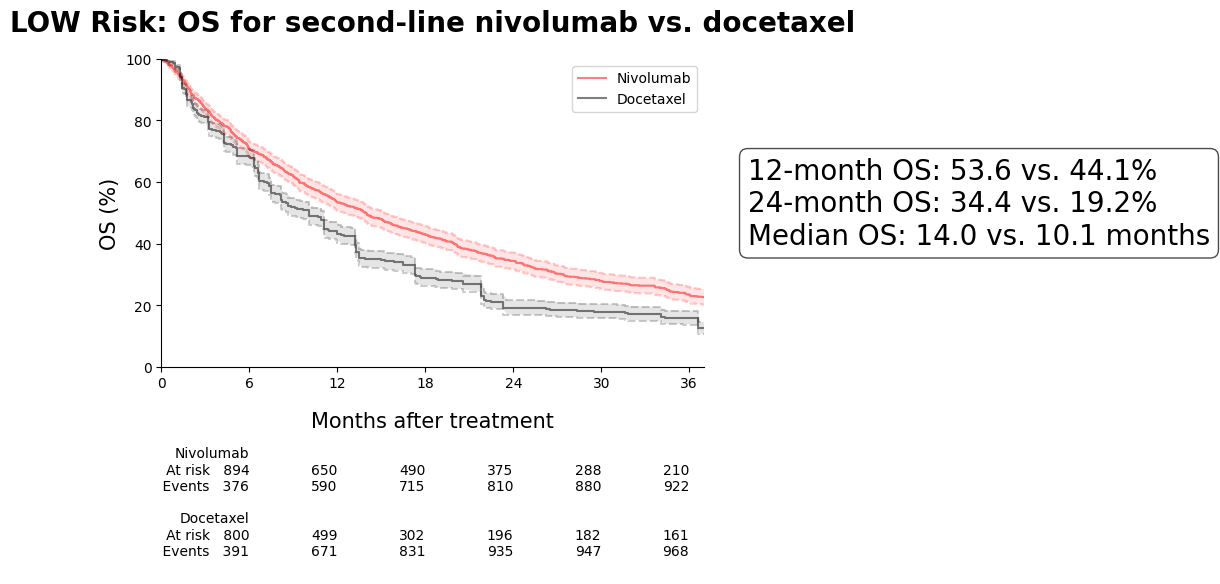 LOW Risk: OS for second-line nivolumab vs. docetaxel
100
80
60
40
20
0
OS (%)
Nivolumab
Docetaxel
12-month OS: 53.6 vs. 44.1%
24-month OS: 34.4 vs. 19.2%
Median OS: 14.0 vs. 10.1 months
0 6 12 18 24 30 36
Months after treatment
Nivolumab
At risk 894 650 490 375 288 210
Events 376 590 715 810 880 922
Docetaxel
At risk 800 499 302 196 182 161
Events 391 671 831 935 947 968